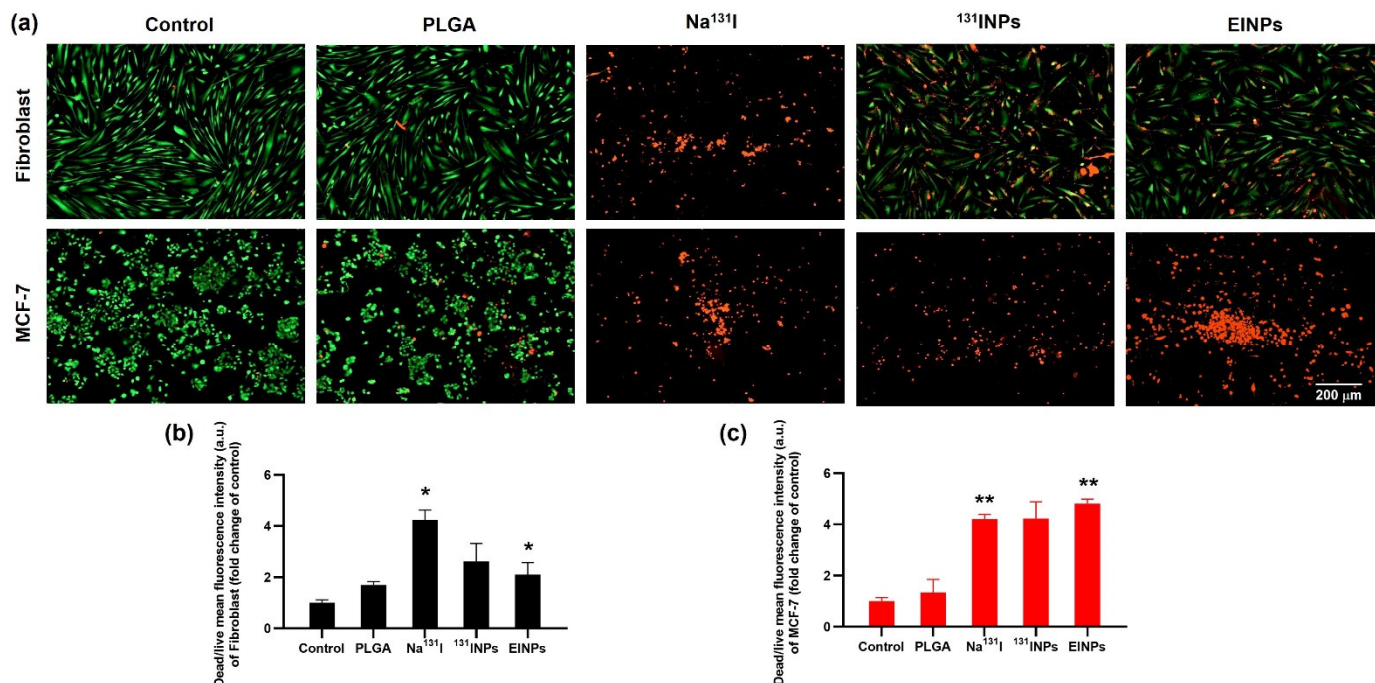 (a)
Control PLGA Na¹³¹I ¹³¹INPs EINPs
Fibroblast
MCF-7
200 μm
(b)
Dead/live mean fluorescence intensity (a.u.)
of Fibroblast (fold change of control)
6
4
2
0
* *
Control PLGA Na¹³¹I ¹³¹INPs EINPs
(c)
Dead/live mean fluorescence intensity (a.u.)
of MCF-7 (fold change of control)
6
4
2
0
** **
Control PLGA Na¹³¹I ¹³¹INPs EINPs